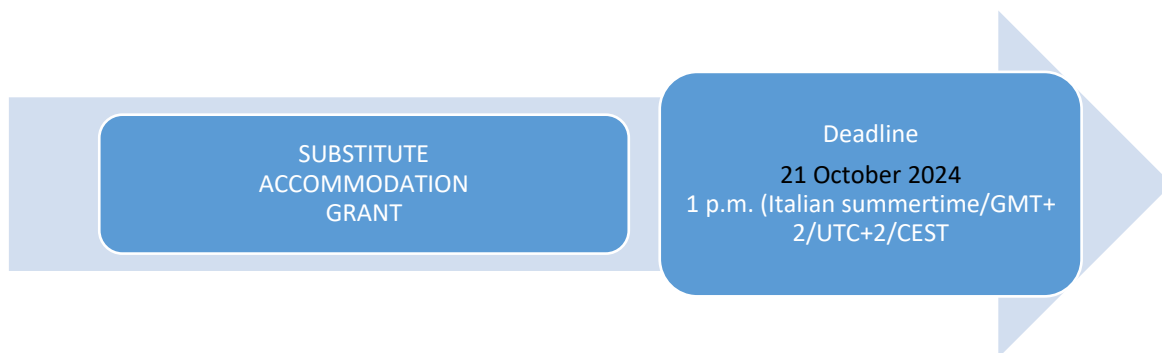 SUBSTITUTE
ACCOMMODATION
GRANT
Deadline
21 October 2024
1 p.m. (Italian summertime/GMT+
2/UTC+2/CEST